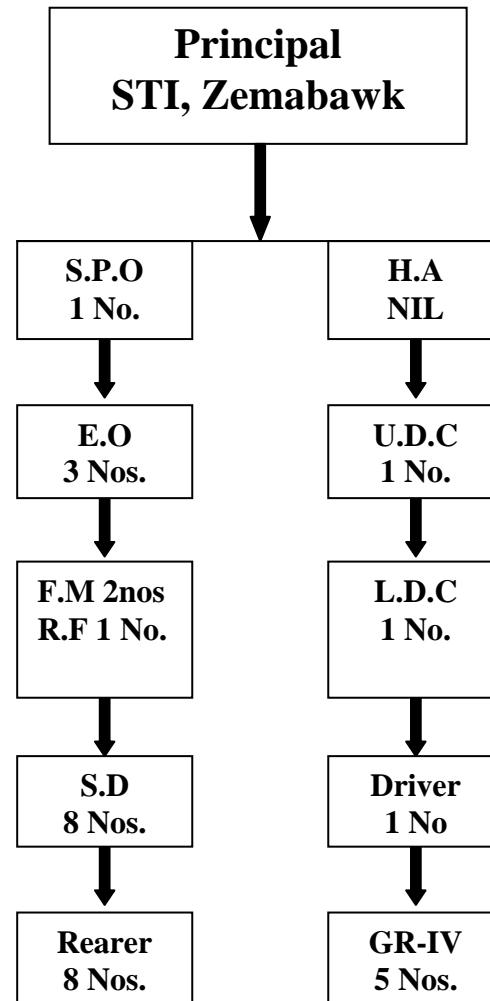 Principal
STI, Zemabawk
S.P.O
1 No.
H.A
NIL
E.O
3 Nos.
U.D.C
1 No.
F.M 2nos
R.F 1 No.
L.D.C
1 No.
S.D
8 Nos.
Driver
1 No
Rearer
8 Nos.
GR-IV
5 Nos.